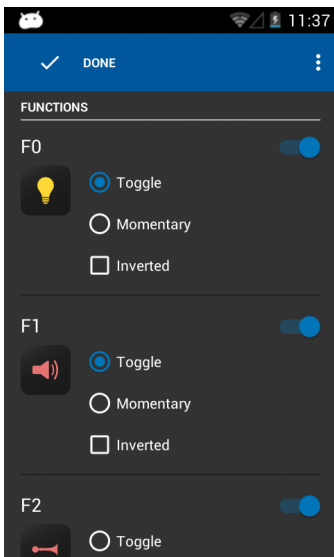 11:37
DONE
FUNCTIONS
F0
Toggle
Momentary
Inverted
F1
Toggle
Momentary
Inverted
F2
Toggle